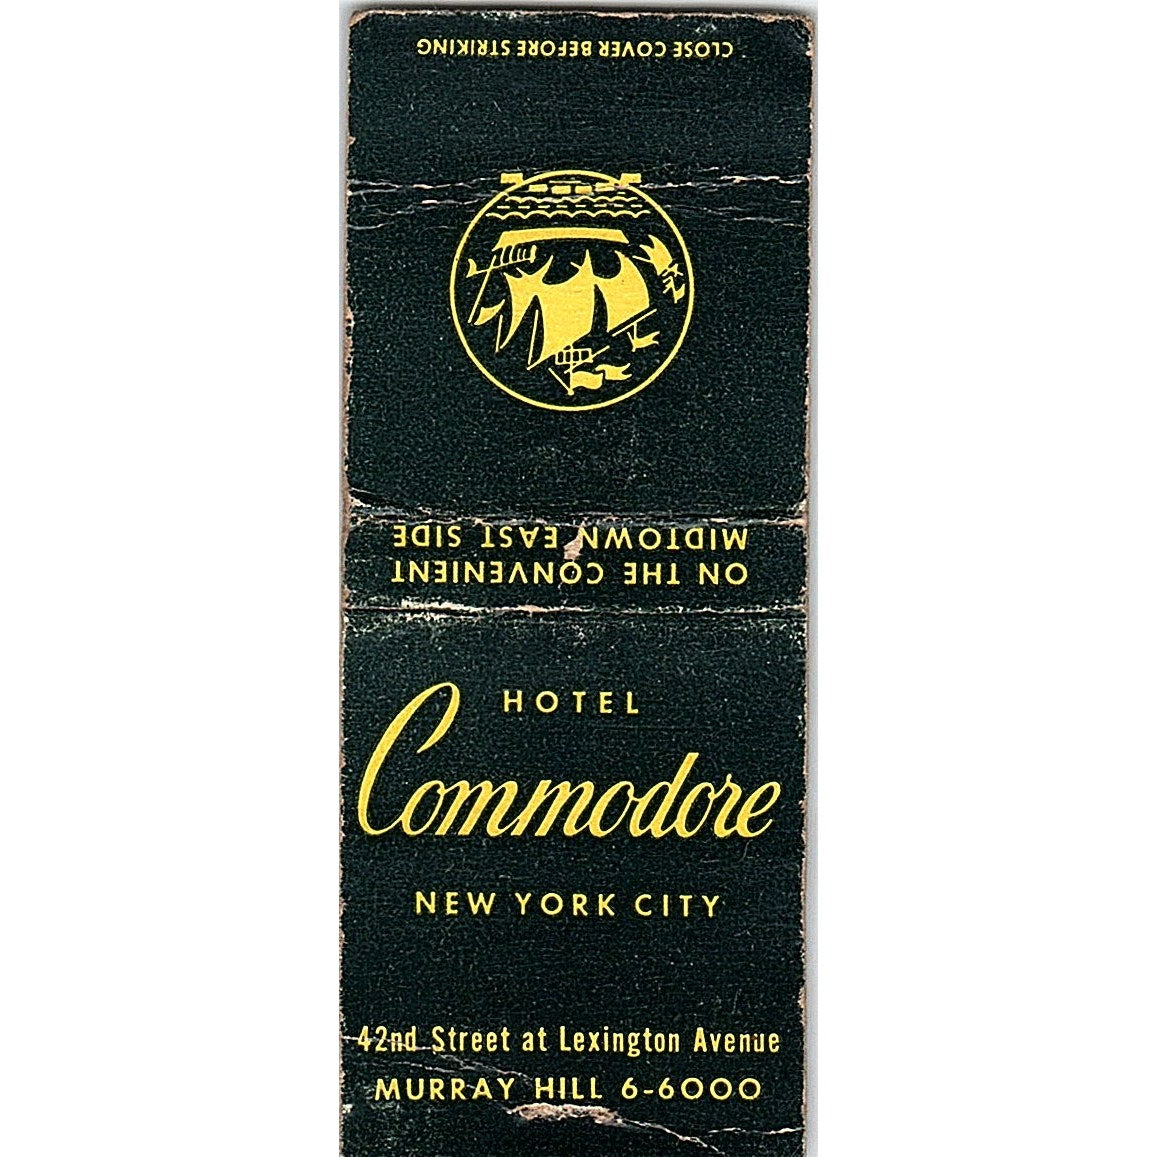 CLOSE COVER BEFORE STRIKING
ON THE CONVENIENT
MIDTOWN EAST SIDE
HOTEL
Commodore
NEW YORK CITY
42nd Street at Lexington Avenue
MURRAY HILL 6-6000